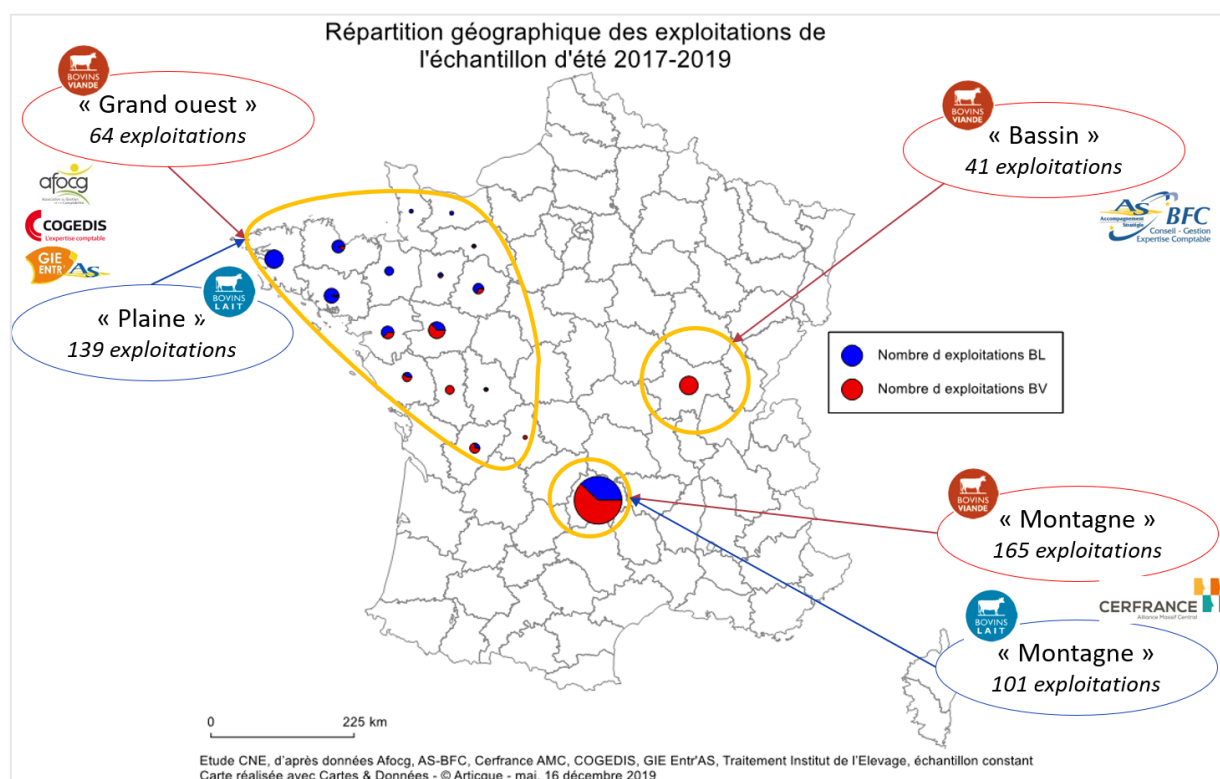 Répartition géographique des exploitations de
l'échantillon d'été 2017-2019
BOVINS
VIANDE
« Grand ouest »
64 exploitations
BOVINS
VIANDE
« Bassin »
41 exploitations
afocg
COGEDIS
L'expertise comptable
GIE
ENTR'AS
AS
Accompagnement
Stratégie
BFC
Conseil - Gestion
Expertise Comptable
BOVINS
LAIT
« Plaine »
139 exploitations
Nombre d exploitations BL
Nombre d exploitations BV
BOVINS
VIANDE
« Montagne »
165 exploitations
CERFRANCE
Alliance Massif Central
BOVINS
LAIT
« Montagne »
101 exploitations
0 225 km
Etude CNE, d'après données Afocg, AS-BFC, Cerfrance AMC, COGEDIS, GIE Entr'AS, Traitement Institut de l'Elevage, échantillon constant
Carte réalisée avec Cartes & Données - © Articque - mai, 16 décembre 2019